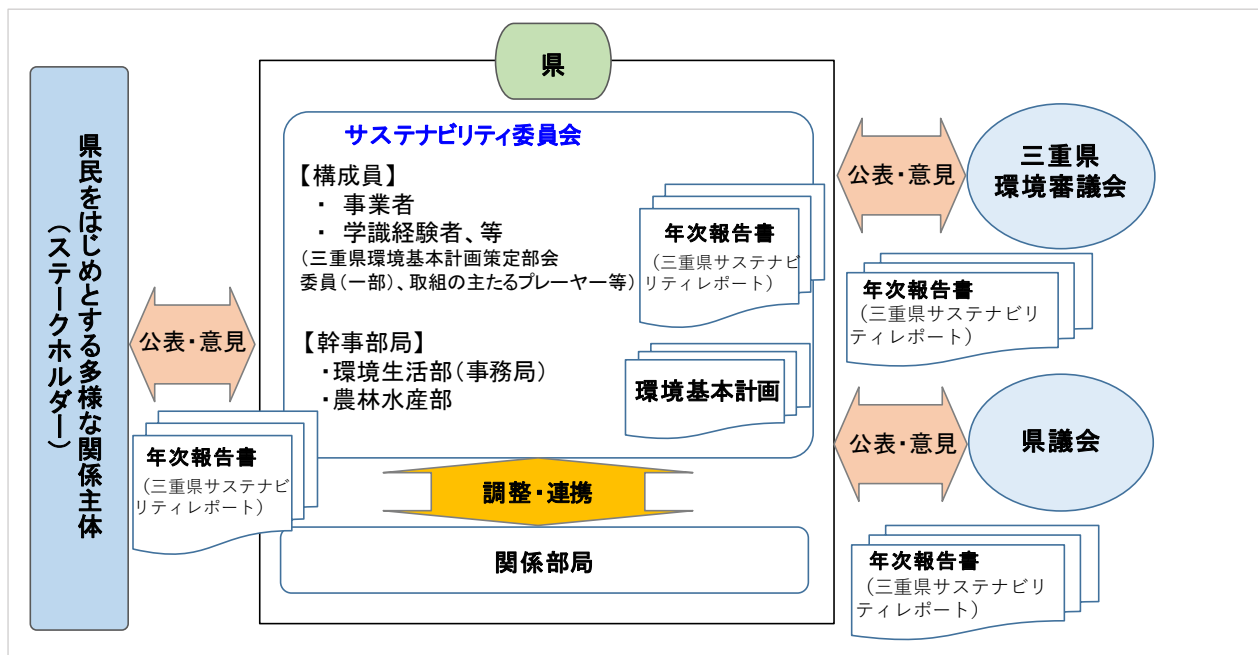 県
県民をはじめとする多様な関係主体
（ステークホルダー）
公表・意見
年次報告書
（三重県サステナビ
リティレポート）
サステナビリティ委員会
【構成員】
・ 事業者
・ 学識経験者、等
（三重県環境基本計画策定部会
委員（一部）、取組の主たるプレーヤー等）
年次報告書
（三重県サステナビ
リティレポート）
【幹事部局】
・環境生活部（事務局）
・農林水産部
環境基本計画
調整・連携
関係部局
公表・意見
三重県
環境審議会
年次報告書
（三重県サステナビリ
ティレポート）
公表・意見
県議会
年次報告書
（三重県サステナビリ
ティレポート）